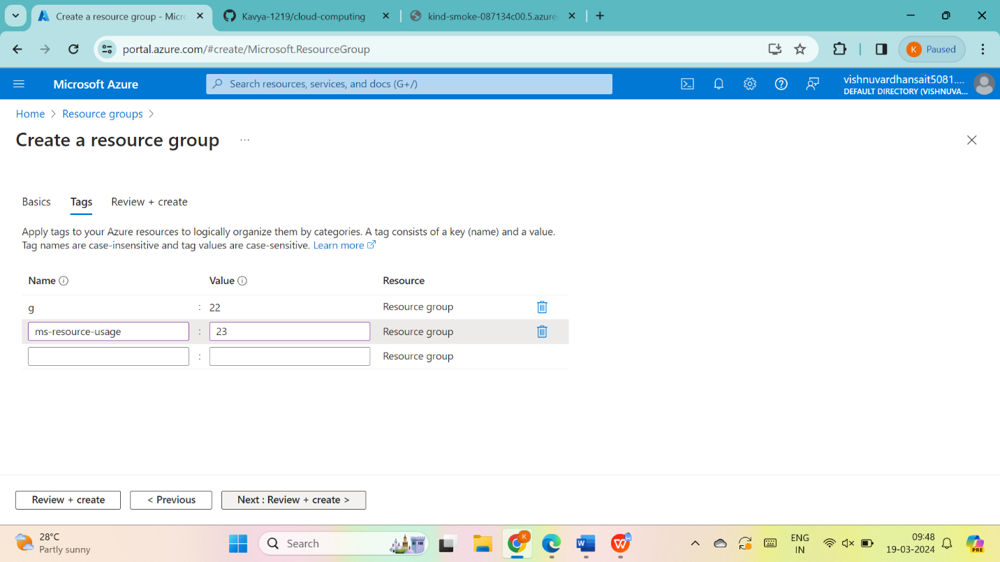 Create a resource group - Micro
Kavya-1219/cloud-computing
kind-smoke-087134c00.5.azures
portal.azure.com/#create/Microsoft.ResourceGroup
K
Paused
Microsoft Azure
Search resources, services, and docs (G+/)
vishnuvardhansait5081....
DEFAULT DIRECTORY (VISHNUVA...
Home > Resource groups >
Create a resource group ...
Basics
Tags
Review + create
Apply tags to your Azure resources to logically organize them by categories. A tag consists of a key (name) and a value.
Tag names are case-insensitive and tag values are case-sensitive. Learn more
Name
Value
Resource
g : 22 Resource group
ms-resource-usage : 23 Resource group
: Resource group
Review + create
< Previous
Next : Review + create >
28°C
Partly sunny
Search
K
W
W
ENG
IN
09:48
19-03-2024
PRE